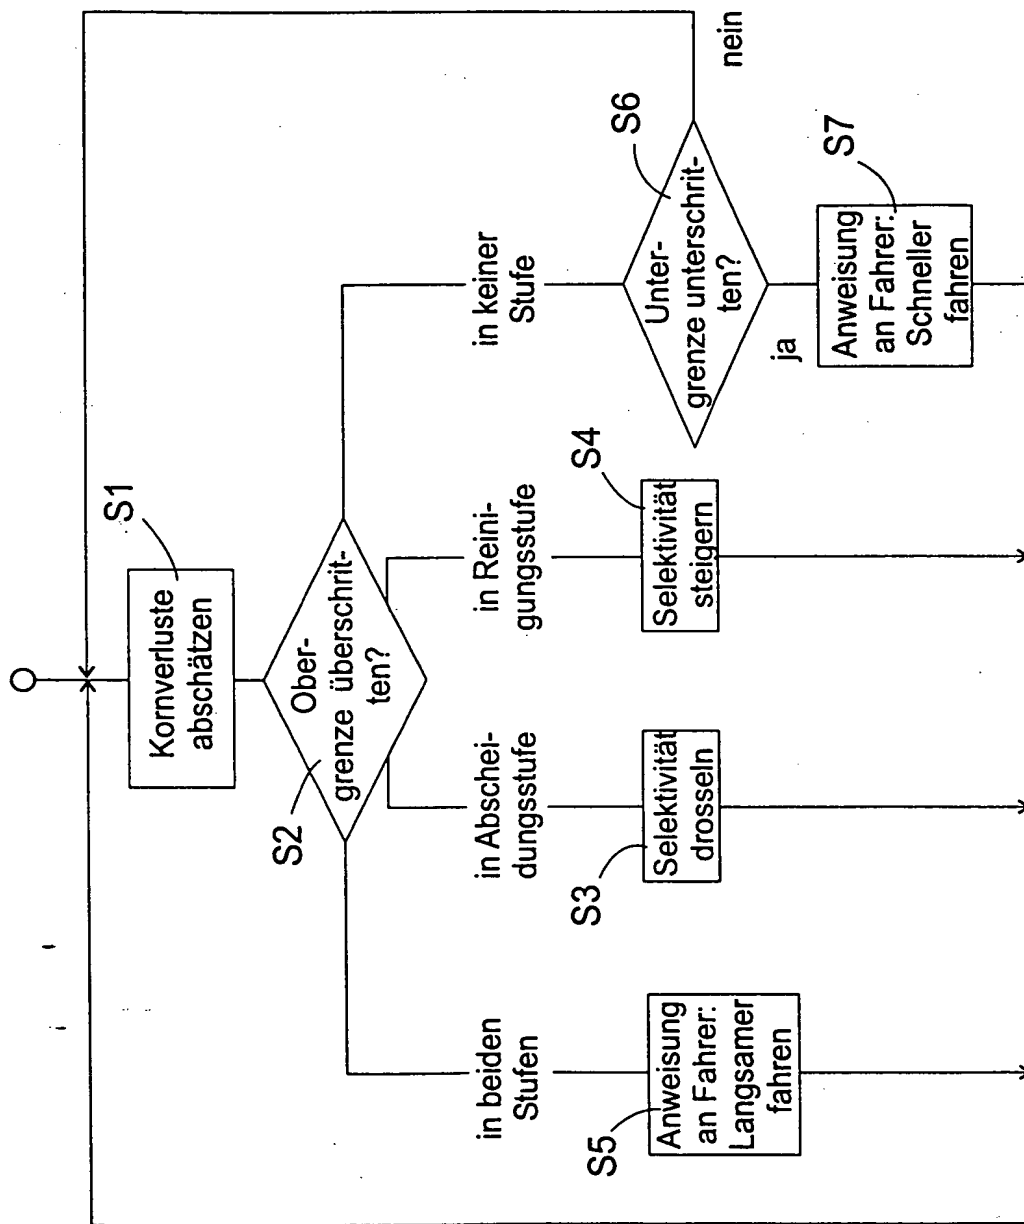 S1
Kornverluste
abschätzen
S2
Ober-
grenze überschrit-
ten?
in beiden
Stufen
in Abschei-
dungsstufe
in Reini-
gungsstufe
in keiner
Stufe
S5
Anweisung
an Fahrer:
Langsamer
fahren
S3
Selektivität
drosseln
S4
Selektivität
steigern
S6
Unter-
grenze unterschrit-
ten?
nein
ja
S7
Anweisung
an Fahrer:
Schneller
fahren